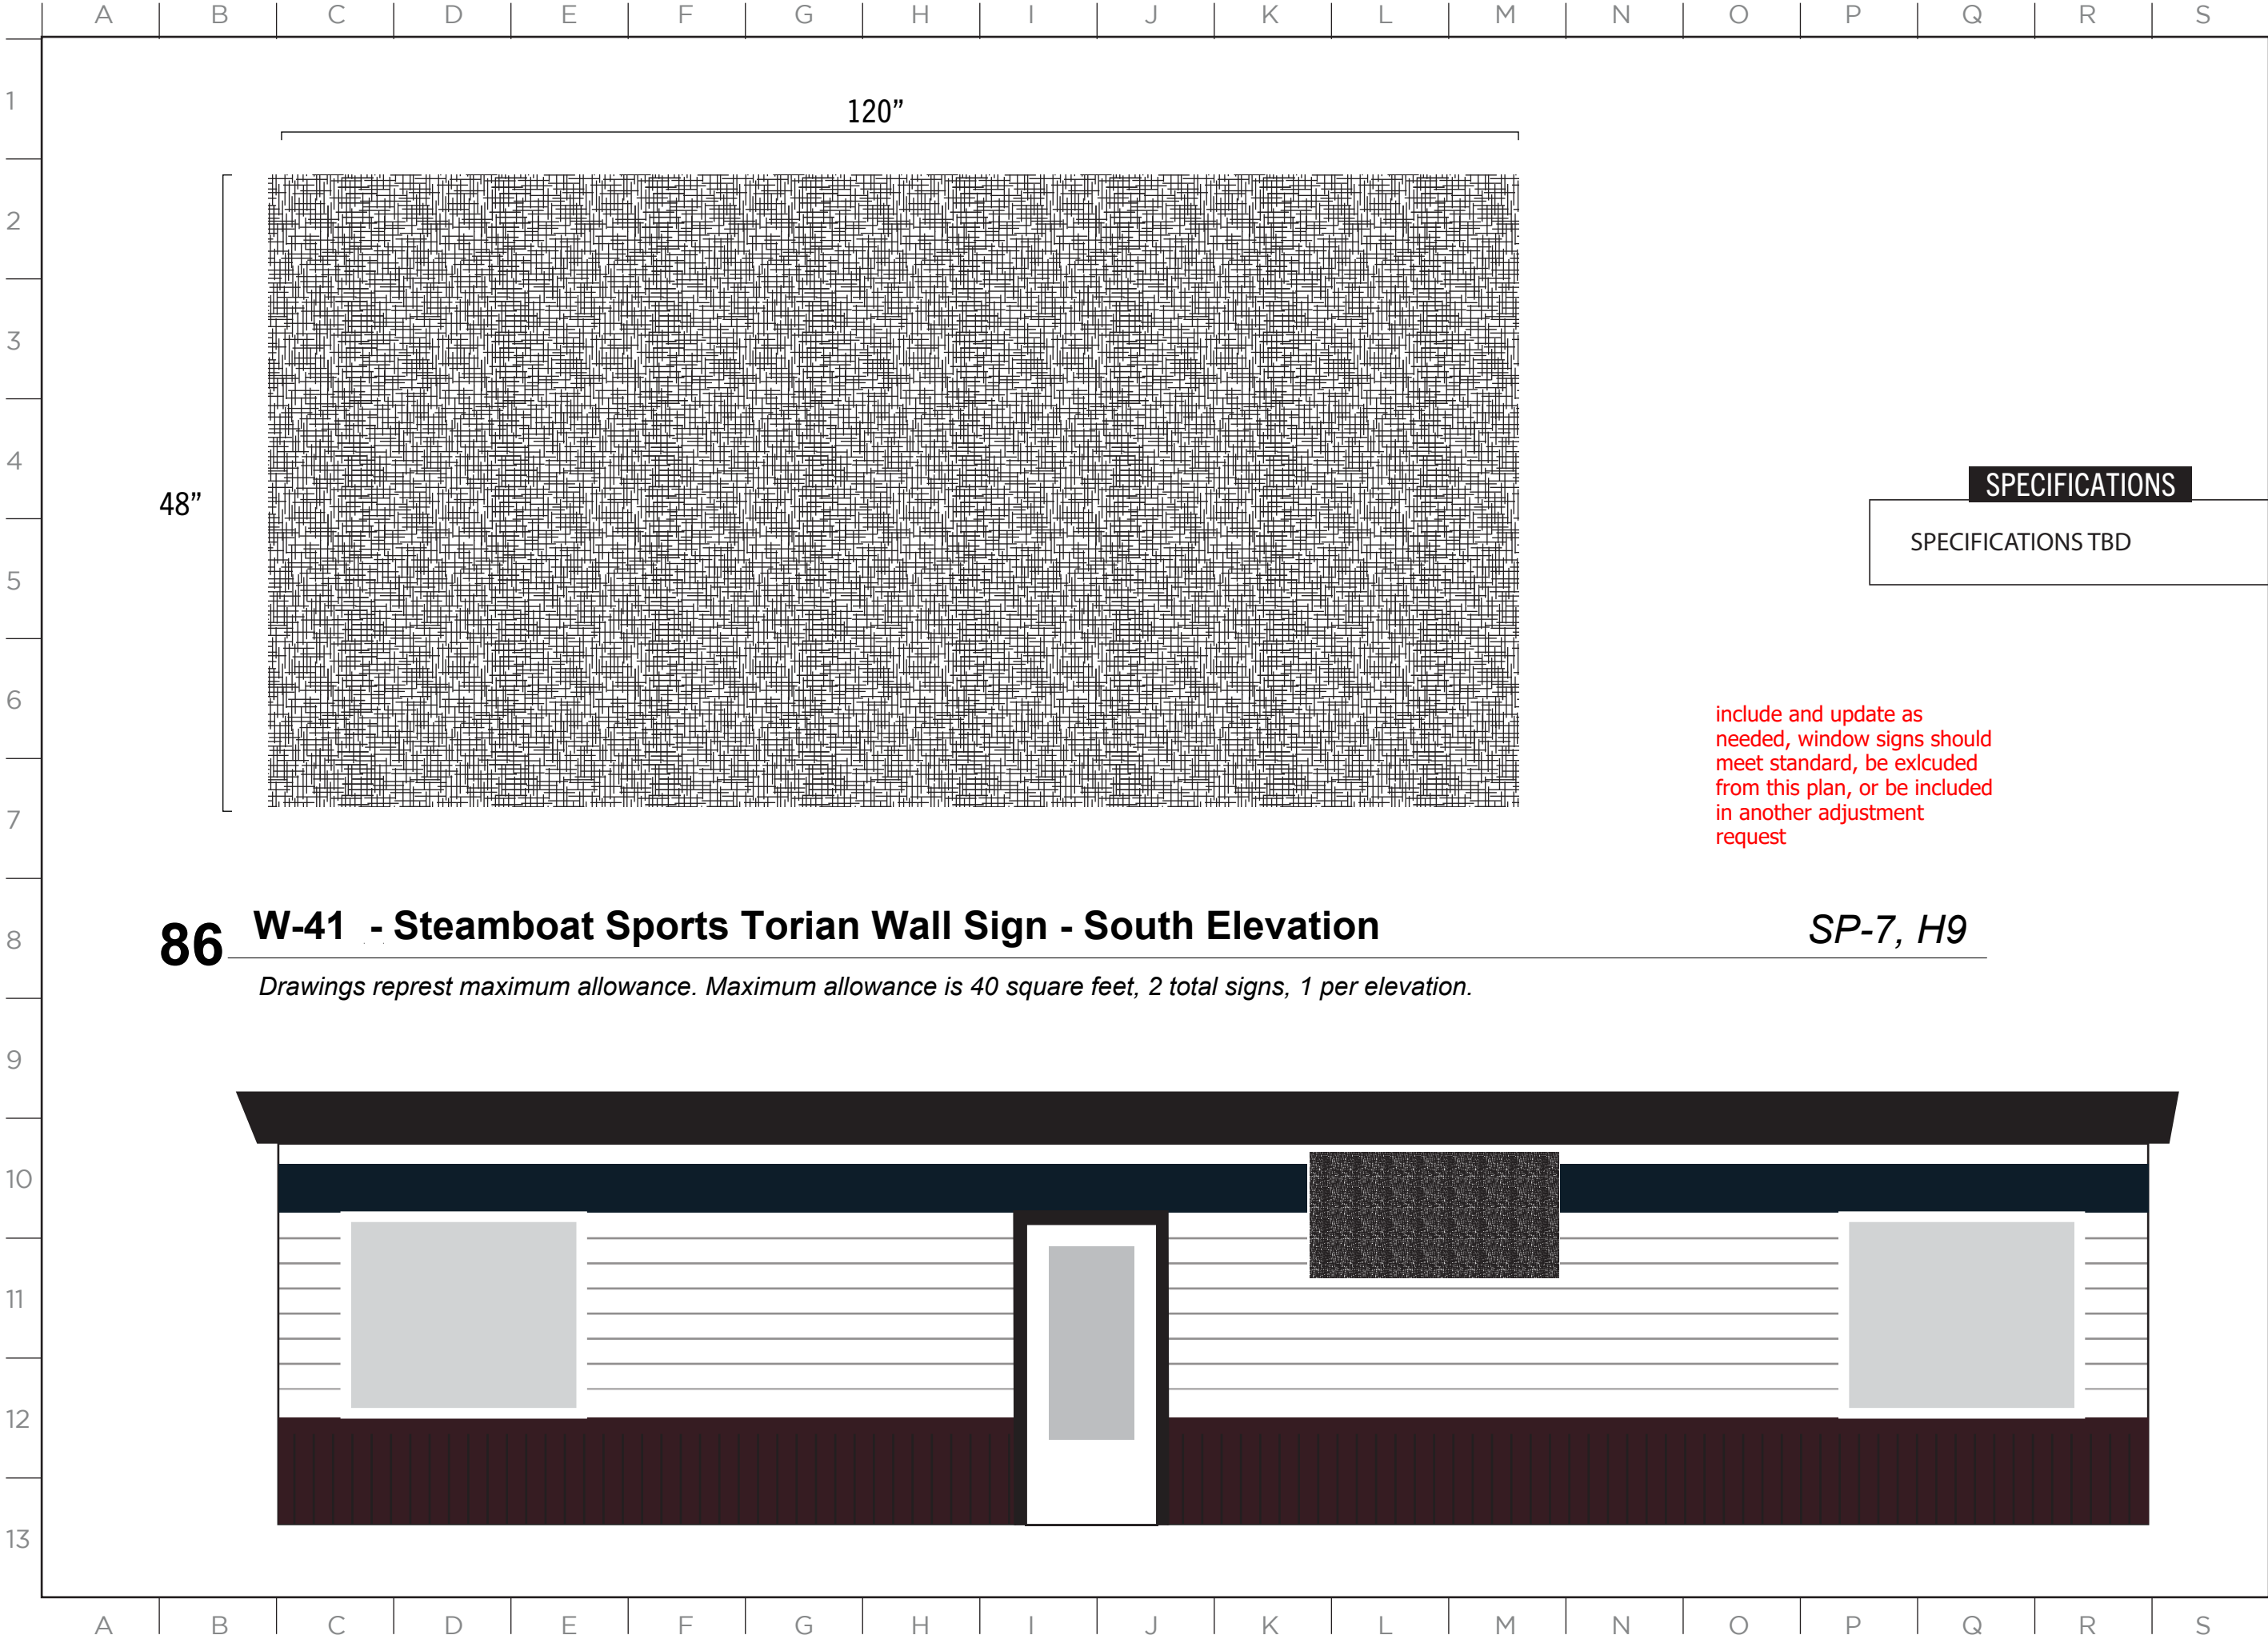 A B C D E F G H I J K L M N O P Q R S
1
120”
2
3
4
SPECIFICATIONS
48”
SPECIFICATIONS TBD
5
6
include and update as
needed, window signs should
meet standard, be exlcuded
from this plan, or be included
in another adjustment
request
7
86 W-41 - Steamboat Sports Torian Wall Sign - South Elevation SP-7, H9
8
Drawings represt maximum allowance. Maximum allowance is 40 square feet, 2 total signs, 1 per elevation.
9
10
11
12
13
A B C D E F G H I J K L M N O P Q R S